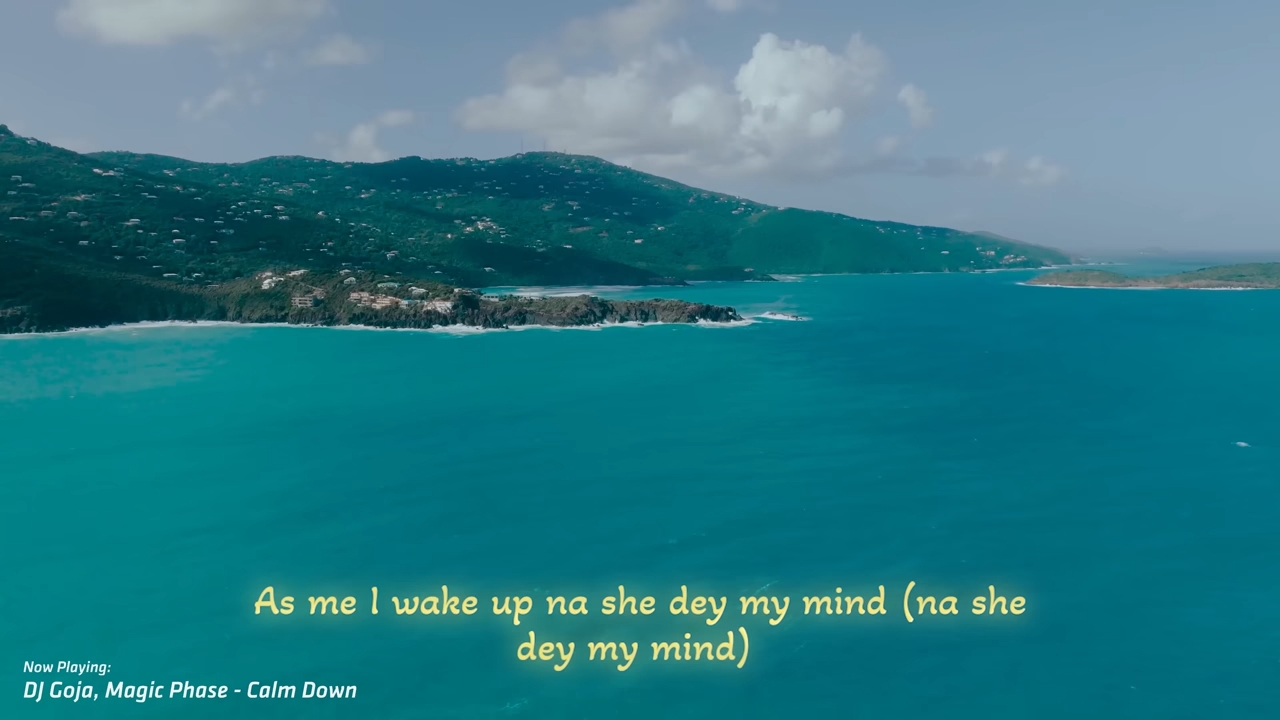 As me I wake up na she dey my mind (na she
dey my mind)
Now Playing:
DJ Goja, Magic Phase - Calm Down